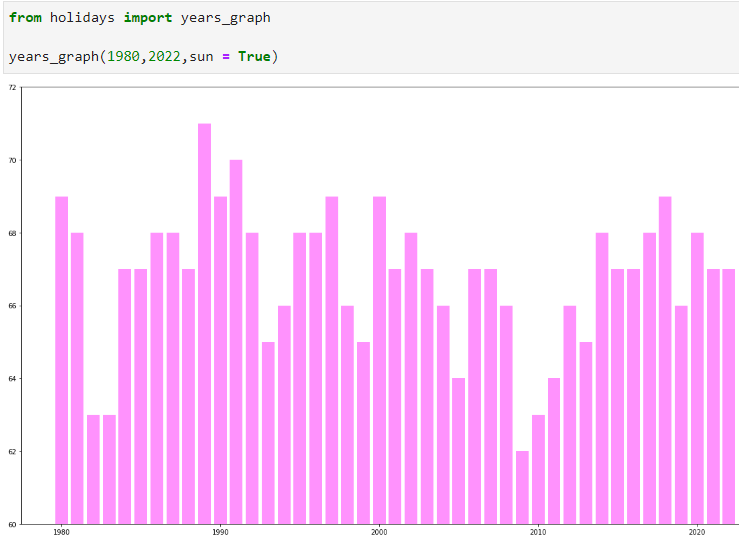 from holidays import years_graph
years_graph(1980,2022,sun = True)
72
70
68
66
64
62
60
1980 1990 2000 2010 2020